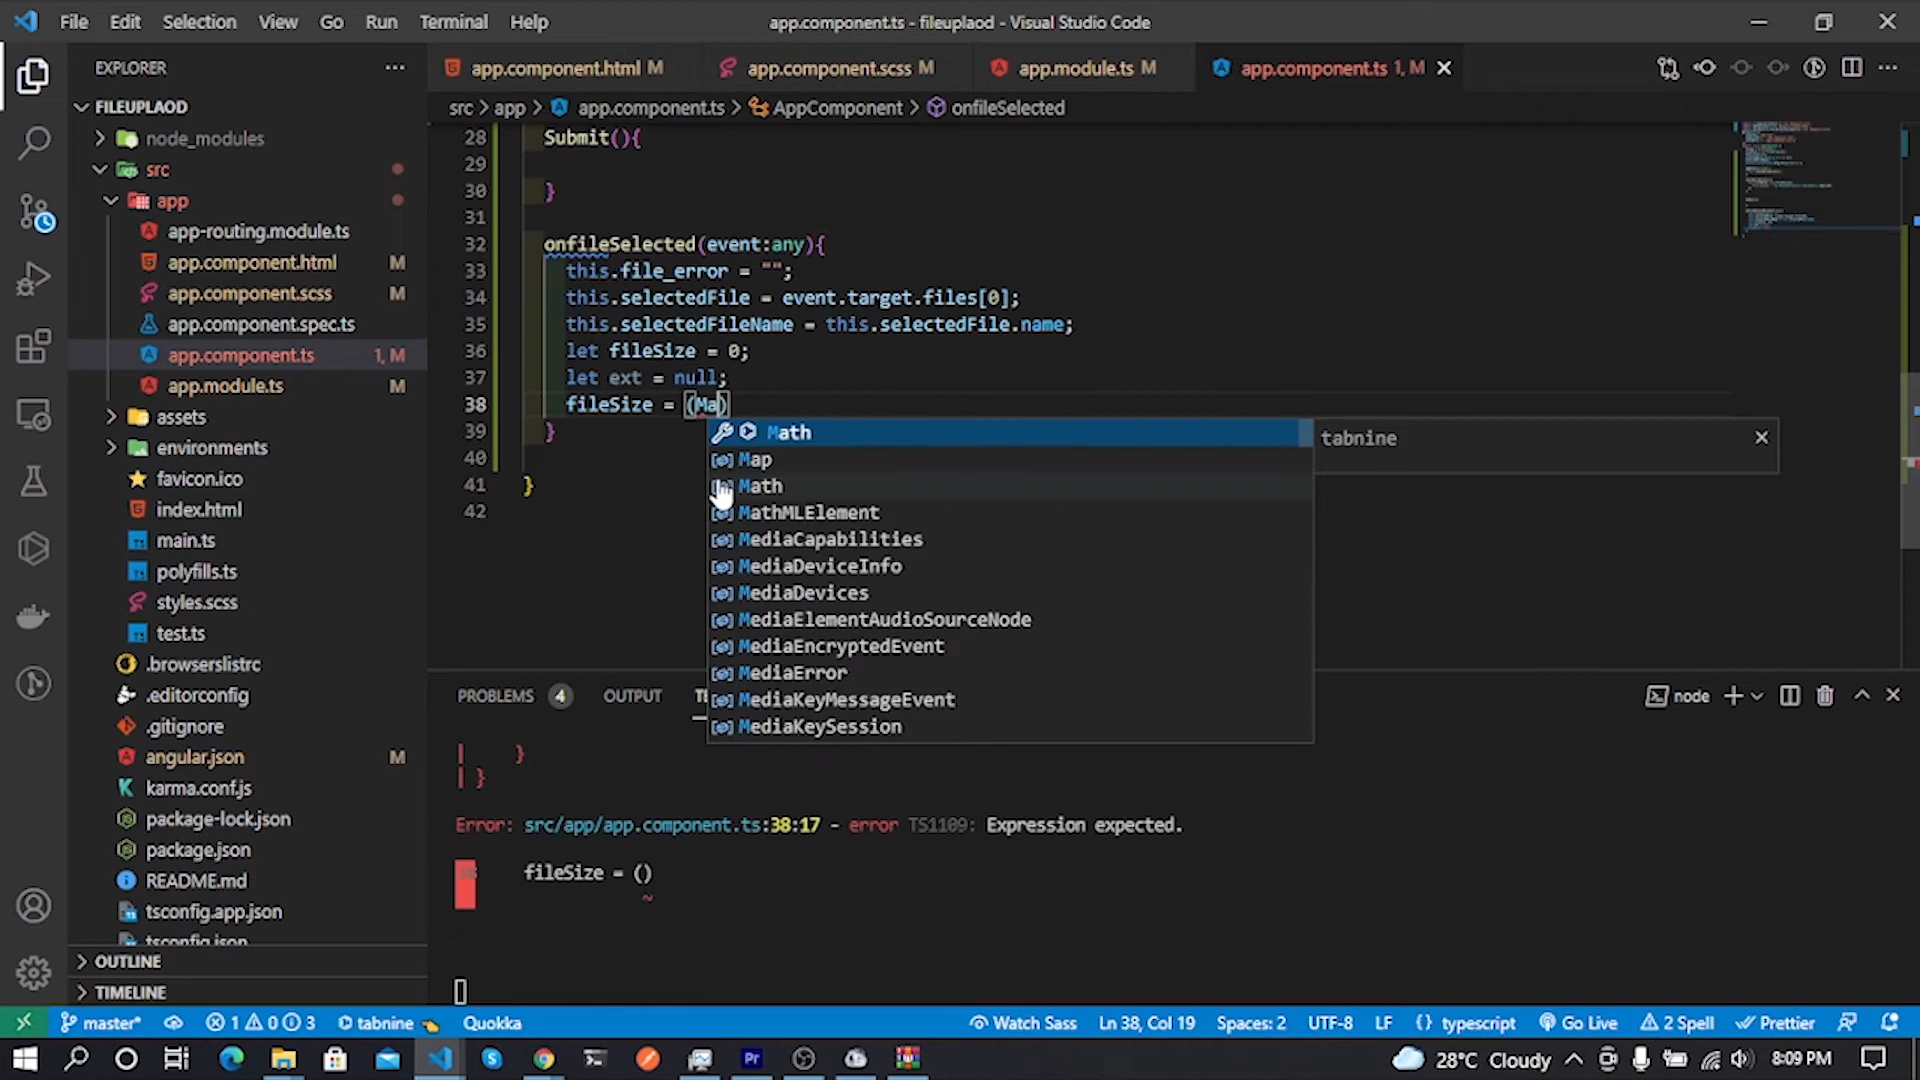 File Edit Selection View Go Run Terminal Help
app.component.ts - fileuplaod - Visual Studio Code
EXPLORER
app.component.html M
app.component.scss M
app.module.ts M
app.component.ts 1, M
FILEUPLAOD
src > app > app.component.ts > AppComponent > onfileSelected
node_modules
src
app
app-routing.module.ts
app.component.html M
app.component.scss M
app.component.spec.ts
app.component.ts 1, M
app.module.ts M
assets
environments
favicon.ico
index.html
main.ts
polyfills.ts
styles.scss
test.ts
.browserslistrc
.editorconfig
.gitignore
angular.json M
karma.conf.js
package-lock.json
package.json
README.md
tsconfig.app.json
tsconfig.json
OUTLINE
TIMELINE
28 Submit(){
29
30 }
31
32 onfileSelected(event:any){
33 this.file_error = "";
34 this.selectedFile = event.target.files[0];
35 this.selectedFileName = this.selectedFile.name;
36 let fileSize = 0;
37 let ext = null;
38 fileSize = (Ma)
39 }
40
41 }
42
Math
Map
Math
MathMLElement
MediaCapabilities
MediaDeviceInfo
MediaDevices
MediaElementAudioSourceNode
MediaEncryptedEvent
MediaError
MediaKeyMessageEvent
MediaKeySession
tabnine
PROBLEMS 4 OUTPUT
node
| }
| }
Error: src/app/app.component.ts:38:17 - error TS1109: Expression expected.
fileSize = ()
~
master* 1 0 3 tabnine Quokka
Watch Sass Ln 38, Col 19 Spaces: 2 UTF-8 LF {} typescript Go Live 2 Spell Prettier
28°C Cloudy 8:09 PM